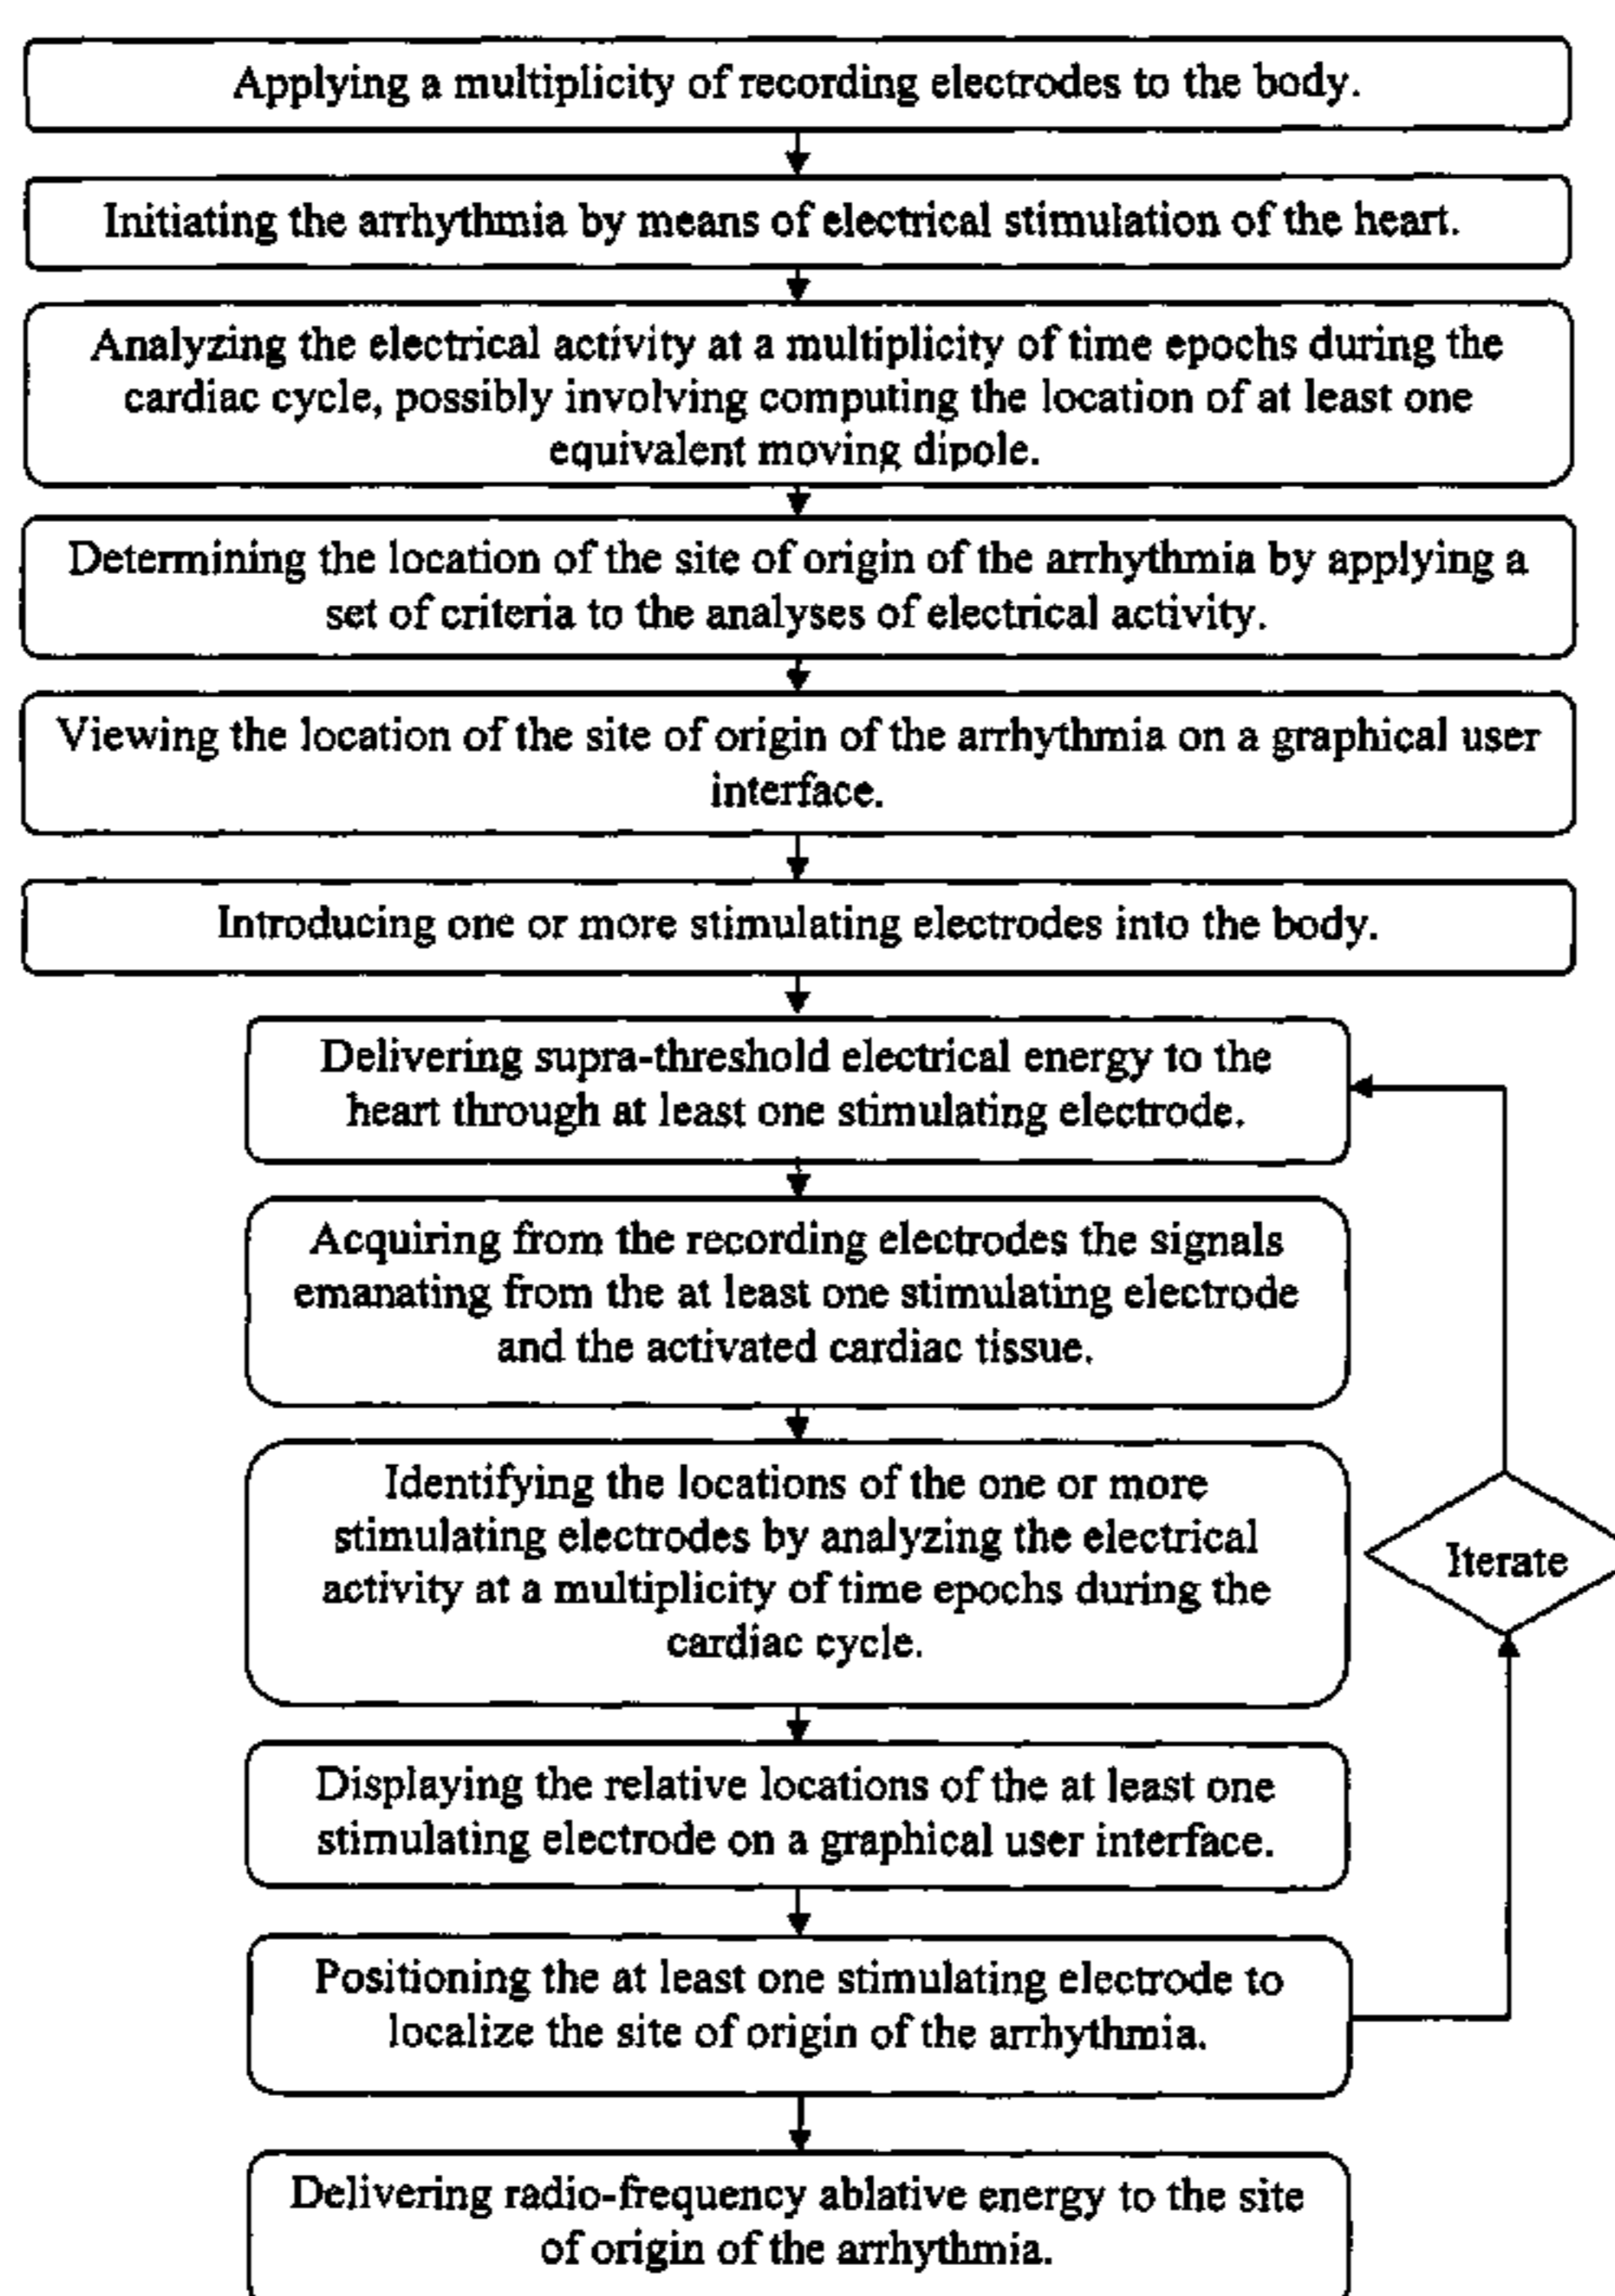 Applying a multiplicity of recording electrodes to the body.
Initiating the arrhythmia by means of electrical stimulation of the heart.
Analyzing the electrical activity at a multiplicity of time epochs during the
cardiac cycle, possibly involving computing the location of at least one
equivalent moving dipole.
Determining the location of the site of origin of the arrhythmia by applying a
set of criteria to the analyses of electrical activity.
Viewing the location of the site of origin of the arrhythmia on a graphical user
interface.
Introducing one or more stimulating electrodes into the body.
Delivering supra-threshold electrical energy to the
heart through at least one stimulating electrode.
Acquiring from the recording electrodes the signals
emanating from the at least one stimulating electrode
and the activated cardiac tissue.
Identifying the locations of the one or more
stimulating electrodes by analyzing the electrical
activity at a multiplicity of time epochs during the
cardiac cycle.
Iterate
Displaying the relative locations of the at least one
stimulating electrode on a graphical user interface.
Positioning the at least one stimulating electrode to
localize the site of origin of the arrhythmia.
Delivering radio-frequency ablative energy to the site
of origin of the arrhythmia.